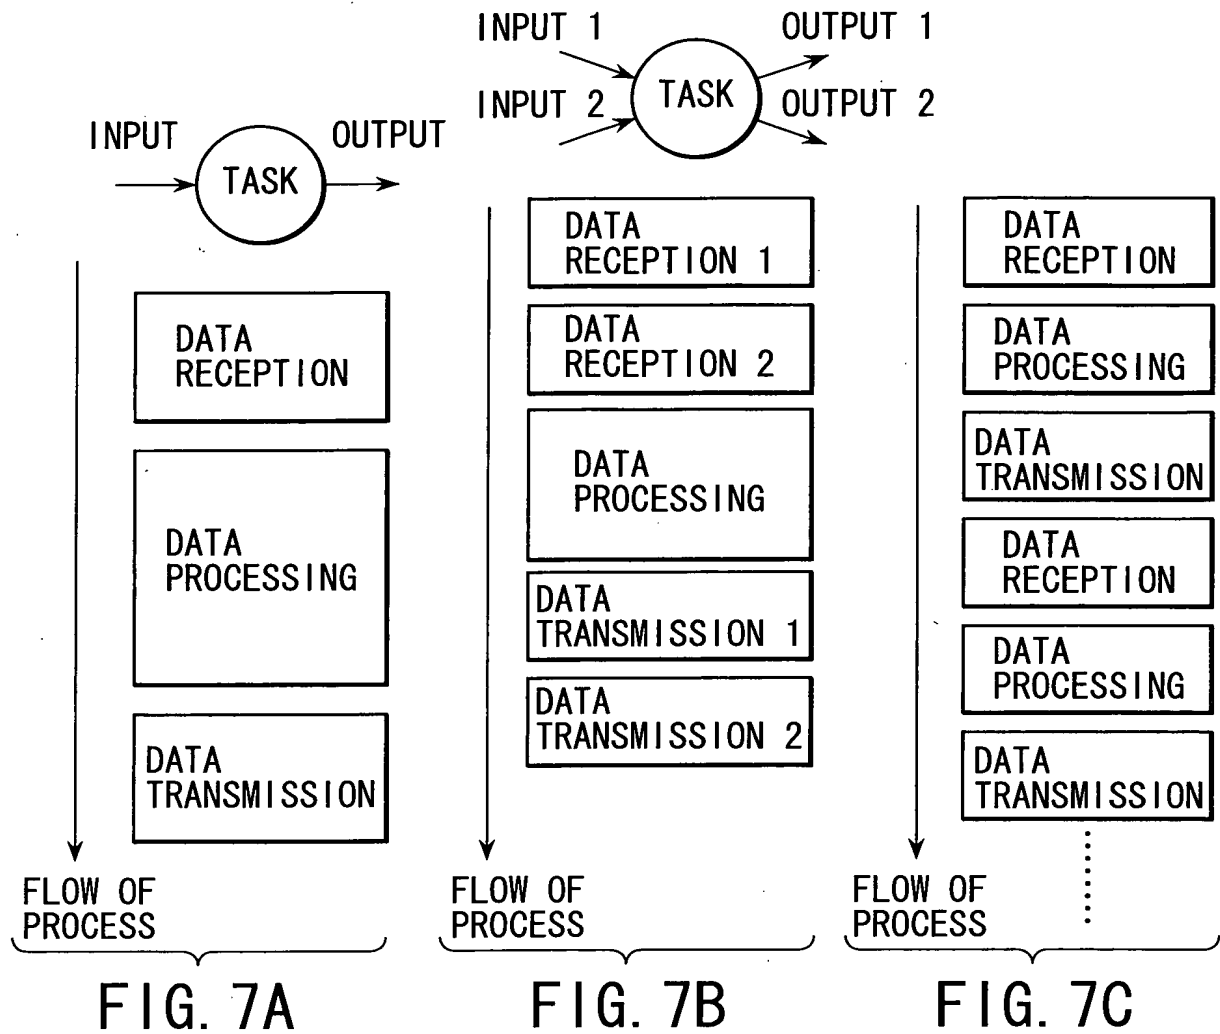 INPUT
TASK
OUTPUT
DATA
RECEPTION
DATA
PROCESSING
DATA
TRANSMISSION
FLOW OF
PROCESS
FIG. 7A
INPUT 1
INPUT 2
TASK
OUTPUT 1
OUTPUT 2
DATA
RECEPTION 1
DATA
RECEPTION 2
DATA
PROCESSING
DATA
TRANSMISSION 1
DATA
TRANSMISSION 2
FLOW OF
PROCESS
FIG. 7B
DATA
RECEPTION
DATA
PROCESSING
DATA
TRANSMISSION
DATA
RECEPTION
DATA
PROCESSING
DATA
TRANSMISSION
FLOW OF
PROCESS
FIG. 7C